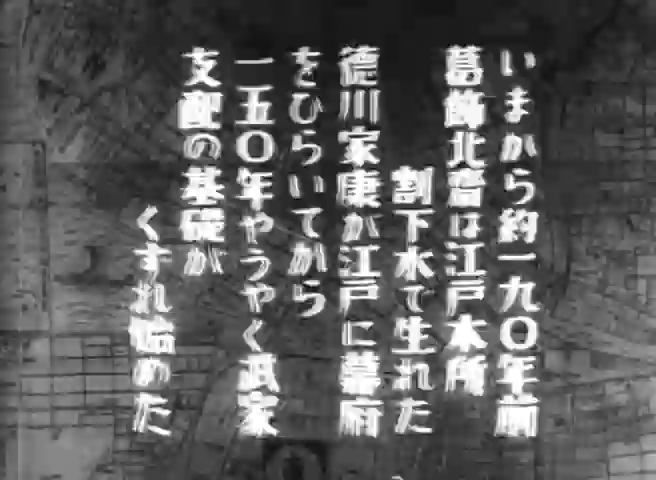 いまから約一九〇年前
葛飾北齋は江戸本所
割下水で生れた
徳川家康が江戸に幕府
をひらいてから
一五〇年やうやく武家
支配の基礎が
くずれ始めた